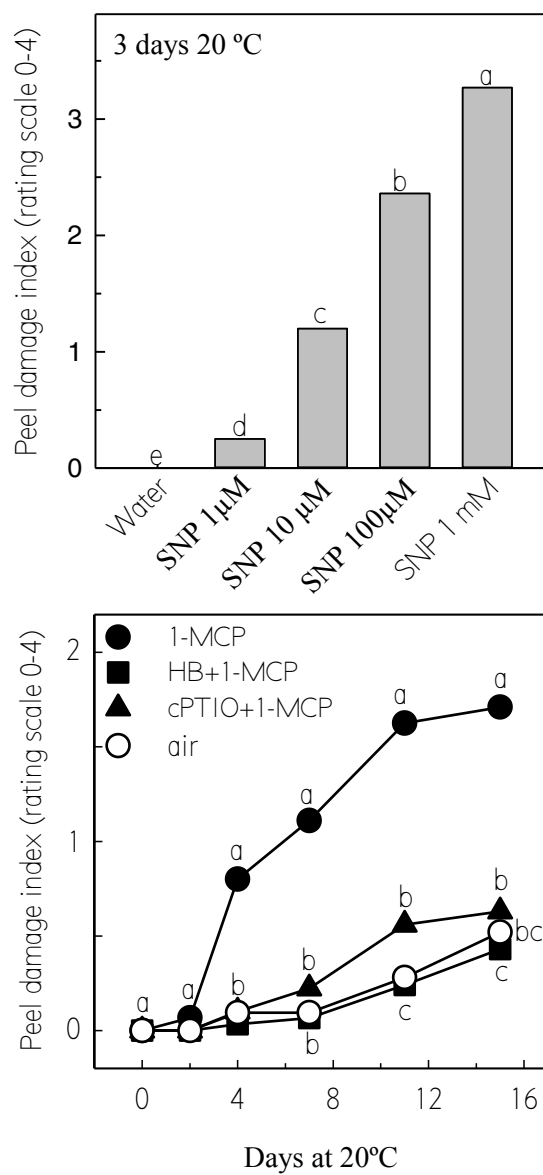 3 days 20 ºC
Peel damage index (rating scale 0-4)
3
2
1
0
a
b
c
d
e
Water
SNP 1µM
SNP 10 µM
SNP 100µM
SNP 1 mM
Peel damage index (rating scale 0-4)
2
1
0
1-MCP
HB+1-MCP
cPTIO+1-MCP
air
a a a a a a
b b b b
b
c
bc
c
0 4 8 12 16
Days at 20ºC